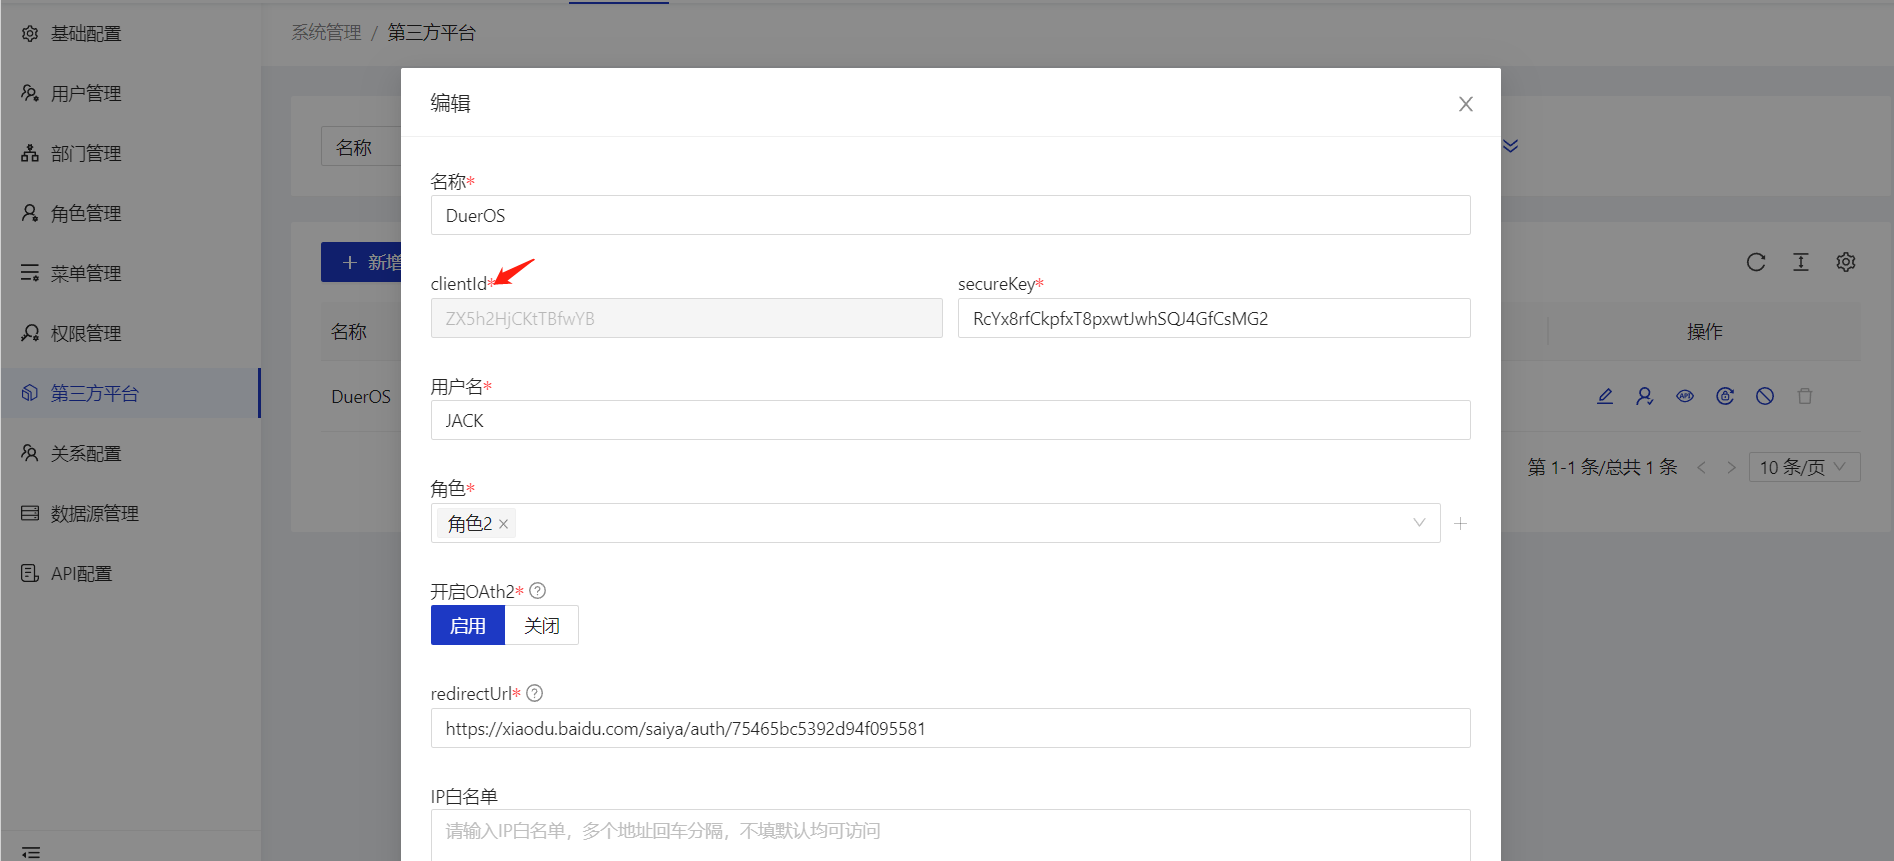 基础配置
用户管理
部门管理
角色管理
菜单管理
权限管理
第三方平台
关系配置
数据源管理
API配置
系统管理 / 第三方平台
名称
新增
名称
操作
DuerOS
第 1-1 条/总共 1 条
10 条/页
编辑
名称*
DuerOS
clientId*
secureKey*
ZX5h2HjCKtTBfwYB
RcYx8rfCkpfxT8pxwtJwhSQJ4GfCsMG2
用户名*
JACK
角色*
角色2
开启OAth2*
启用
关闭
redirectUrl*
https://xiaodu.baidu.com/saiya/auth/75465bc5392d94f095581
IP白名单
请输入IP白名单，多个地址回车分隔，不填默认均可访问